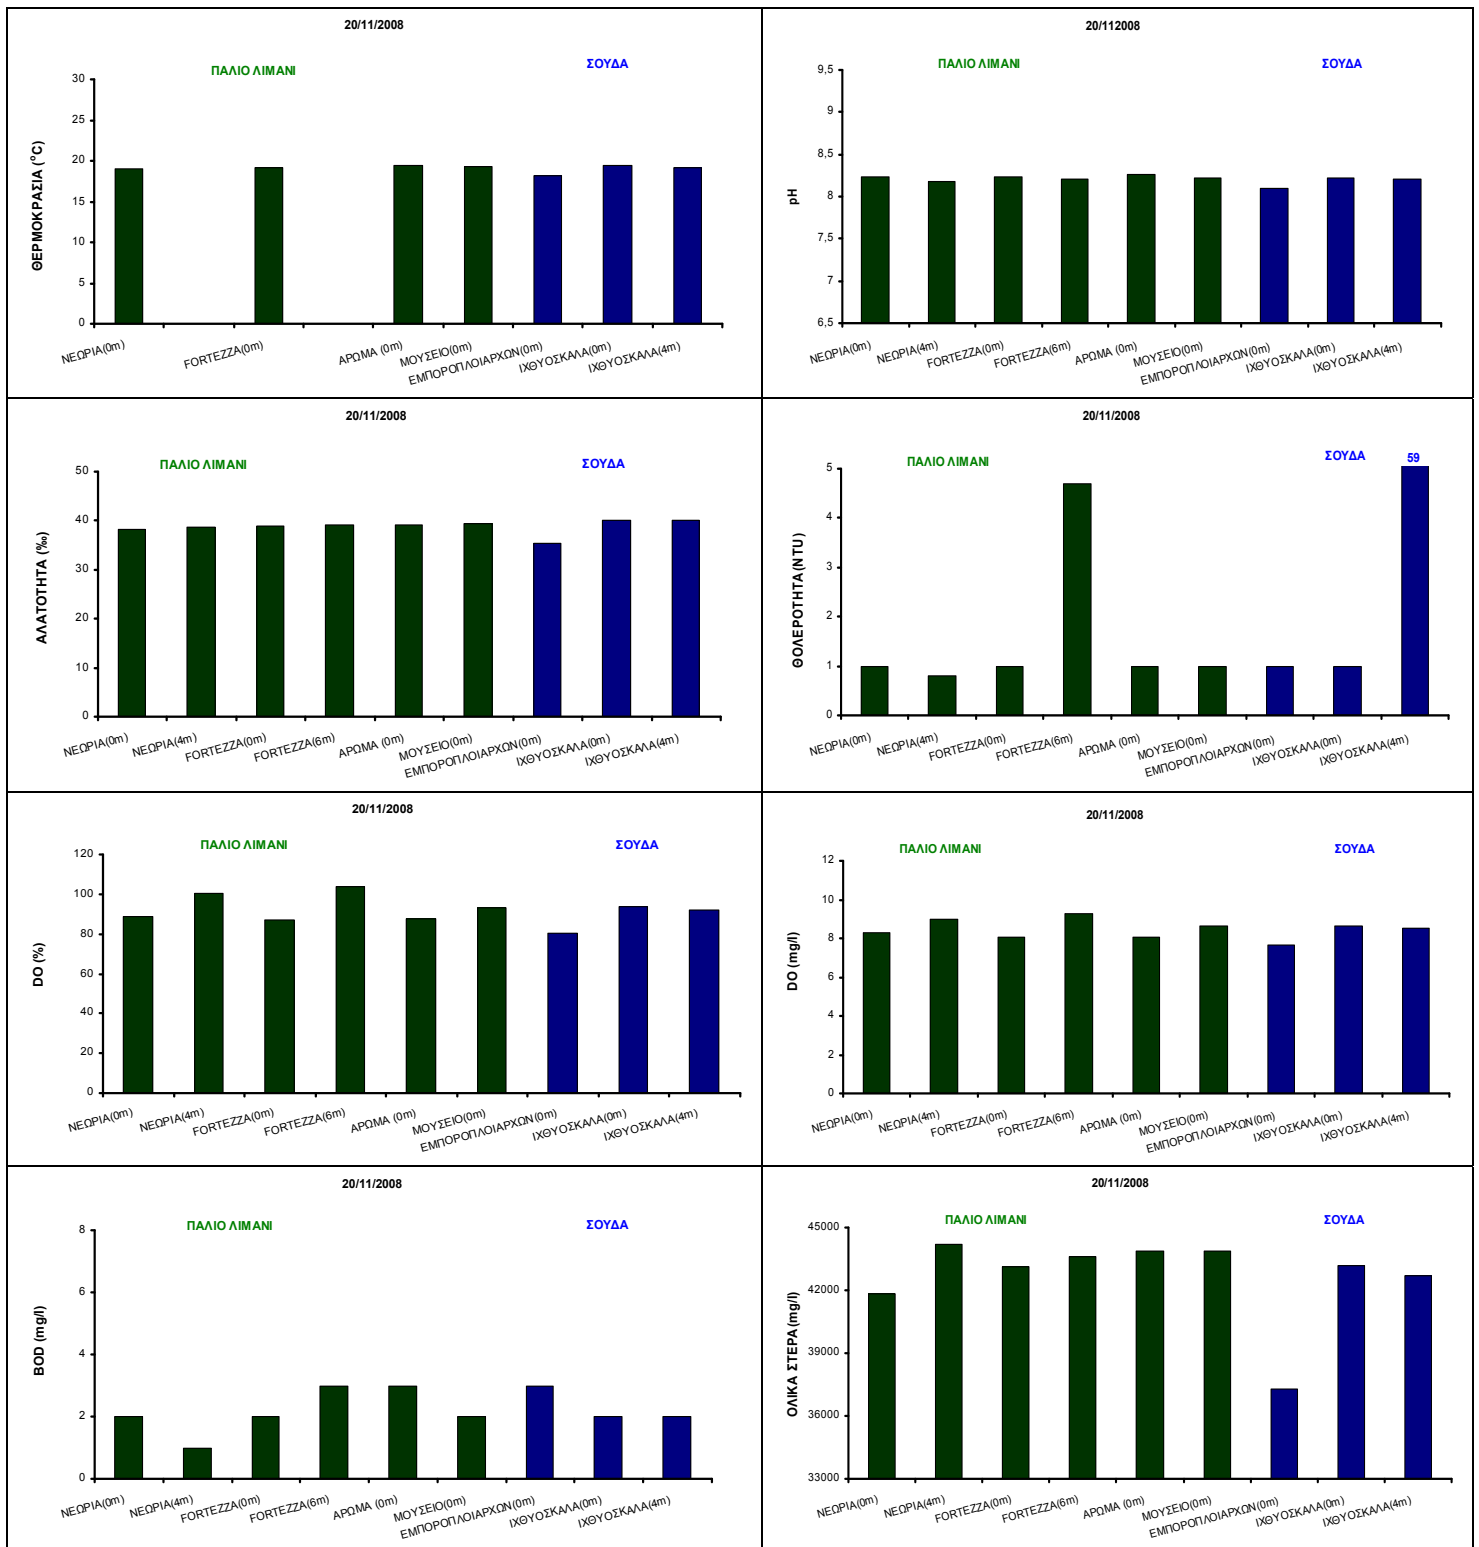 20/11/2008
ΠΑΛΙΟ ΛΙΜΑΝΙ
ΣΟΥΔΑ
ΘΕΡΜΟΚΡΑΣΙΑ (°C)
30
25
20
15
10
5
0
ΝΕΩΡΙΑ(0m)
FORTEZZA(0m)
ΑΡΩΜΑ (0m)
ΜΟΥΣΕΙΟ(0m)
ΕΜΠΟΡΟΠΛΟΙΑΡΧΩΝ(0m)
ΙΧΘΥΟΣΚΑΛΑ(0m)
ΙΧΘΥΟΣΚΑΛΑ(4m)
20/112008
ΠΑΛΙΟ ΛΙΜΑΝΙ
ΣΟΥΔΑ
pH
9,5
9
8,5
8
7,5
7
6,5
ΝΕΩΡΙΑ(0m)
ΝΕΩΡΙΑ(4m)
FORTEZZA(0m)
FORTEZZA(6m)
ΑΡΩΜΑ (0m)
ΜΟΥΣΕΙΟ(0m)
ΕΜΠΟΡΟΠΛΟΙΑΡΧΩΝ(0m)
ΙΧΘΥΟΣΚΑΛΑ(0m)
ΙΧΘΥΟΣΚΑΛΑ(4m)
20/11/2008
ΠΑΛΙΟ ΛΙΜΑΝΙ
ΣΟΥΔΑ
ΑΛΑΤΟΤΗΤΑ (‰)
50
40
30
20
10
0
ΝΕΩΡΙΑ(0m)
ΝΕΩΡΙΑ(4m)
FORTEZZA(0m)
FORTEZZA(6m)
ΑΡΩΜΑ (0m)
ΜΟΥΣΕΙΟ(0m)
ΕΜΠΟΡΟΠΛΟΙΑΡΧΩΝ(0m)
ΙΧΘΥΟΣΚΑΛΑ(0m)
ΙΧΘΥΟΣΚΑΛΑ(4m)
20/11/2008
ΠΑΛΙΟ ΛΙΜΑΝΙ
ΣΟΥΔΑ
59
ΘΟΛΕΡΟΤΗΤΑ(NTU)
5
4
3
2
1
0
ΝΕΩΡΙΑ(0m)
ΝΕΩΡΙΑ(4m)
FORTEZZA(0m)
FORTEZZA(6m)
ΑΡΩΜΑ (0m)
ΜΟΥΣΕΙΟ(0m)
ΕΜΠΟΡΟΠΛΟΙΑΡΧΩΝ(0m)
ΙΧΘΥΟΣΚΑΛΑ(0m)
ΙΧΘΥΟΣΚΑΛΑ(4m)
20/11/2008
ΠΑΛΙΟ ΛΙΜΑΝΙ
ΣΟΥΔΑ
DO (%)
120
100
80
60
40
20
0
ΝΕΩΡΙΑ(0m)
ΝΕΩΡΙΑ(4m)
FORTEZZA(0m)
FORTEZZA(6m)
ΑΡΩΜΑ (0m)
ΜΟΥΣΕΙΟ(0m)
ΕΜΠΟΡΟΠΛΟΙΑΡΧΩΝ(0m)
ΙΧΘΥΟΣΚΑΛΑ(0m)
ΙΧΘΥΟΣΚΑΛΑ(4m)
20/11/2008
ΠΑΛΙΟ ΛΙΜΑΝΙ
ΣΟΥΔΑ
DO (mg/l)
12
10
8
6
4
2
0
ΝΕΩΡΙΑ(0m)
ΝΕΩΡΙΑ(4m)
FORTEZZA(0m)
FORTEZZA(6m)
ΑΡΩΜΑ (0m)
ΜΟΥΣΕΙΟ(0m)
ΕΜΠΟΡΟΠΛΟΙΑΡΧΩΝ(0m)
ΙΧΘΥΟΣΚΑΛΑ(0m)
ΙΧΘΥΟΣΚΑΛΑ(4m)
20/11/2008
ΠΑΛΙΟ ΛΙΜΑΝΙ
ΣΟΥΔΑ
BOD (mg/l)
8
6
4
2
0
ΝΕΩΡΙΑ(0m)
ΝΕΩΡΙΑ(4m)
FORTEZZA(0m)
FORTEZZA(6m)
ΑΡΩΜΑ (0m)
ΜΟΥΣΕΙΟ(0m)
ΕΜΠΟΡΟΠΛΟΙΑΡΧΩΝ(0m)
ΙΧΘΥΟΣΚΑΛΑ(0m)
ΙΧΘΥΟΣΚΑΛΑ(4m)
20/11/2008
ΠΑΛΙΟ ΛΙΜΑΝΙ
ΣΟΥΔΑ
ΟΛΙΚΑ ΣΤΕΡΑ(mg/l)
45000
42000
39000
36000
33000
ΝΕΩΡΙΑ(0m)
ΝΕΩΡΙΑ(4m)
FORTEZZA(0m)
FORTEZZA(6m)
ΑΡΩΜΑ (0m)
ΜΟΥΣΕΙΟ(0m)
ΕΜΠΟΡΟΠΛΟΙΑΡΧΩΝ(0m)
ΙΧΘΥΟΣΚΑΛΑ(0m)
ΙΧΘΥΟΣΚΑΛΑ(4m)